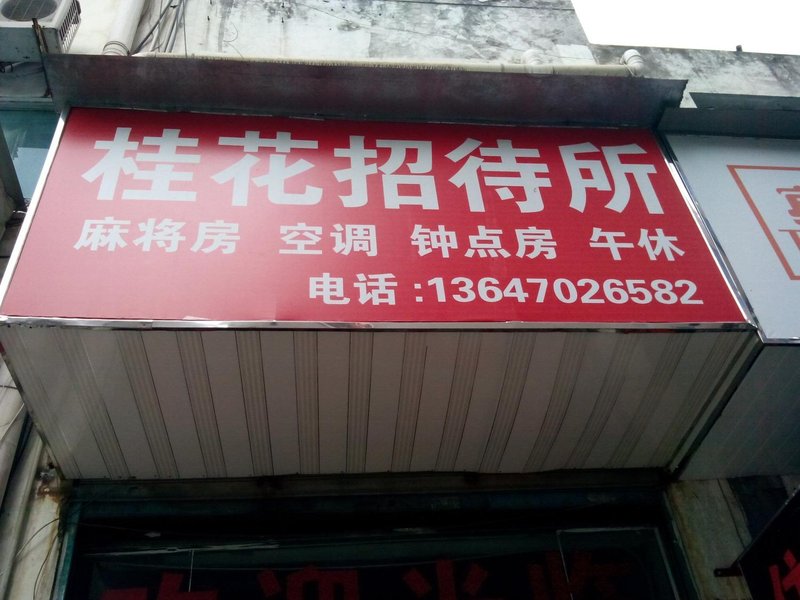 桂花招待所
麻将房 空调 钟点房 午休
电话:13647026582